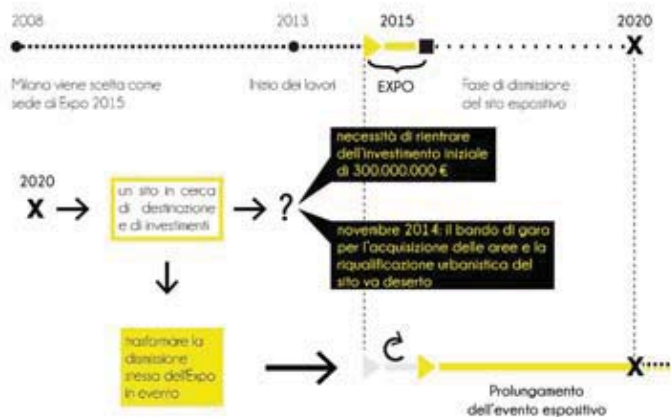 2008
2013
2015
2020
Milano viene scelta come
sede di Expo 2015
Inizio dei lavori
EXPO
Fase di dismissione
del sito espositivo
necessità di rientrare
dell'investimento iniziale
di 300.000.000 €
2020
X
un sito in cerca
di destinazione
e di investimenti
?
novembre 2014: il bando di gara
per l'acquisizione delle aree e la
riqualificazione urbanistica del
sito va deserto
trasformare la
dismissione
stessa dell'Expo
in evento
Prolungamento
dell'evento espositivo